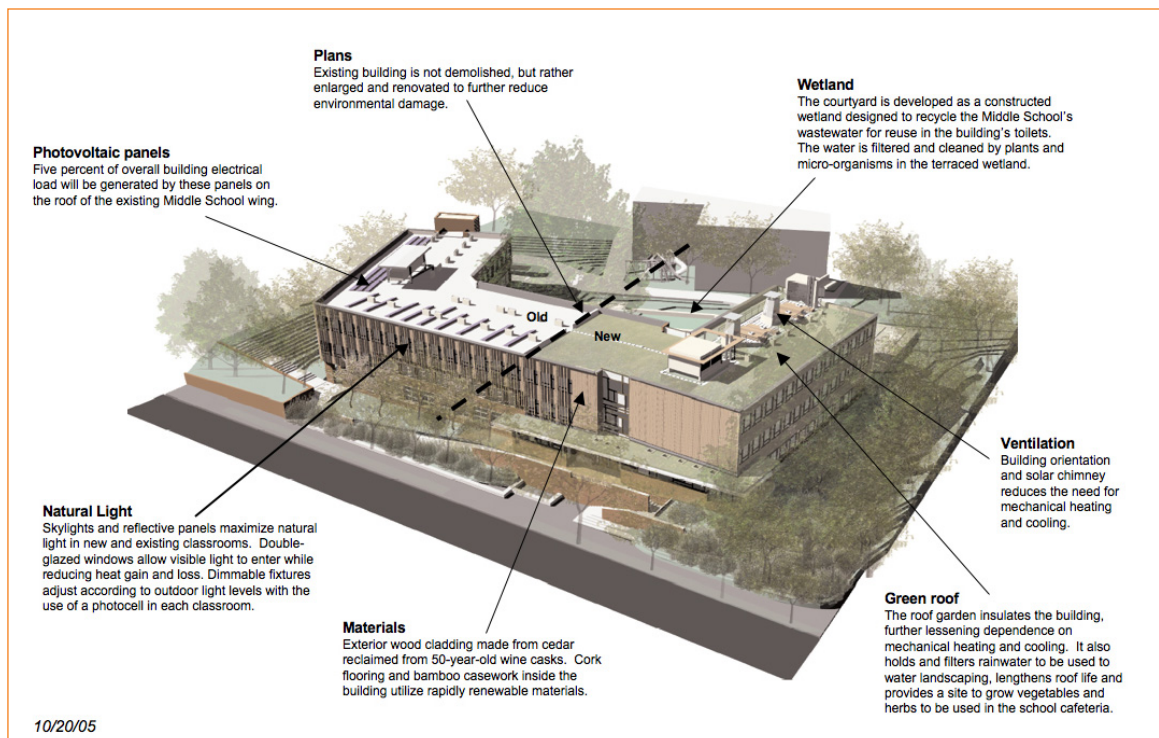 Plans
Existing building is not demolished, but rather
enlarged and renovated to further reduce
environmental damage.
Wetland
The courtyard is developed as a constructed
wetland designed to recycle the Middle School's
wastewater for reuse in the building's toilets.
The water is filtered and cleaned by plants and
micro-organisms in the terraced wetland.
Photovoltaic panels
Five percent of overall building electrical
load will be generated by these panels on
the roof of the existing Middle School wing.
Old
New
Ventilation
Building orientation
and solar chimney
reduces the need for
mechanical heating
and cooling.
Natural Light
Skylights and reflective panels maximize natural
light in new and existing classrooms. Double-
glazed windows allow visible light to enter while
reducing heat gain and loss. Dimmable fixtures
adjust according to outdoor light levels with the
use of a photocell in each classroom.
Materials
Exterior wood cladding made from cedar
reclaimed from 50-year-old wine casks. Cork
flooring and bamboo casework inside the
building utilize rapidly renewable materials.
Green roof
The roof garden insulates the building,
further lessening dependence on
mechanical heating and cooling. It also
holds and filters rainwater to be used to
water landscaping, lengthens roof life and
provides a site to grow vegetables and
herbs to be used in the school cafeteria.
10/20/05